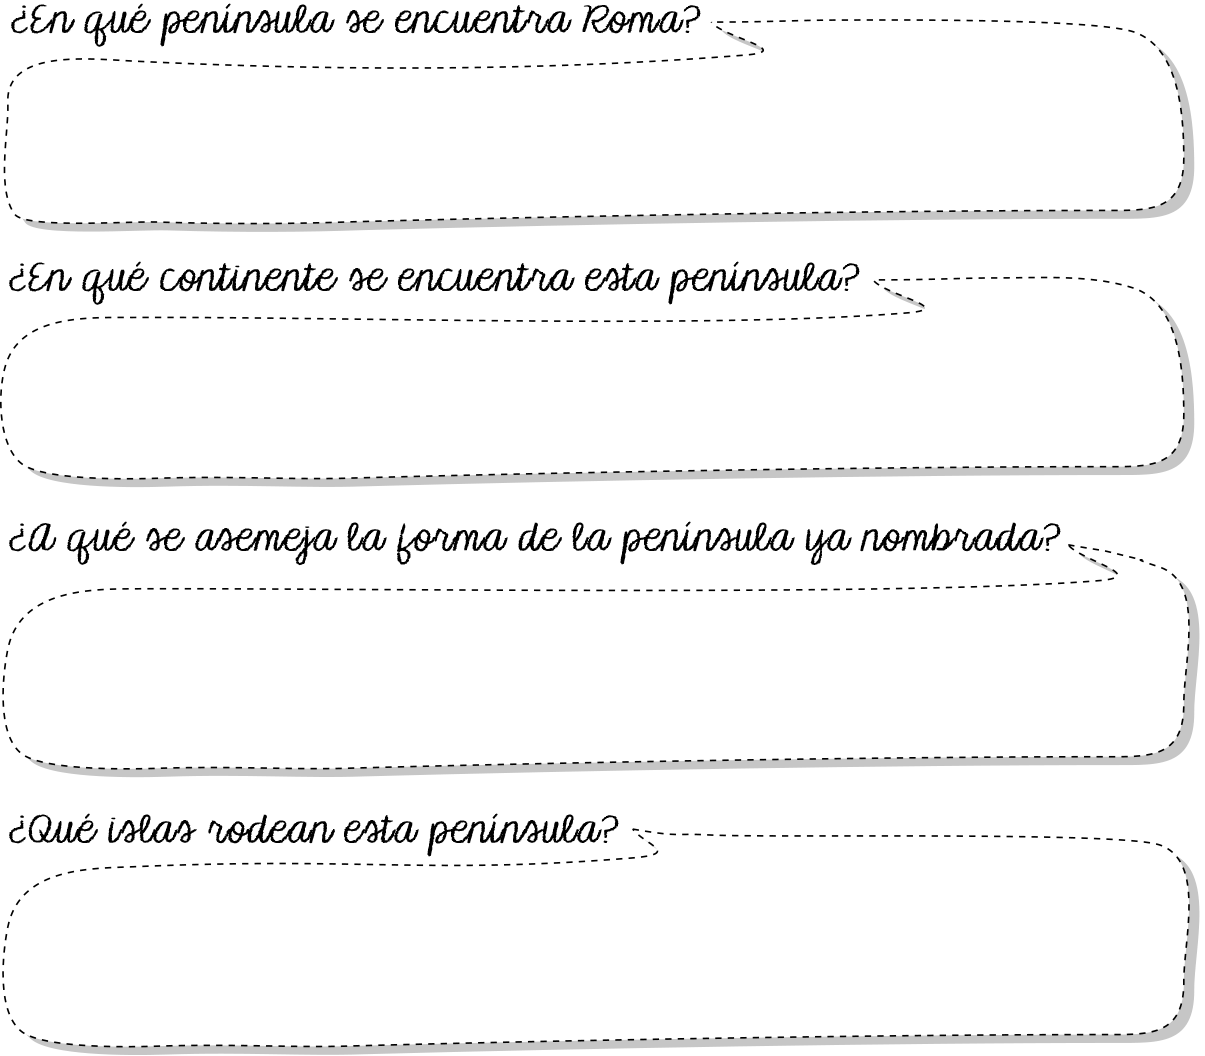 ¿En qué península se encuentra Roma?
¿En qué continente se encuentra esta península?
¿A qué se asemeja la forma de la península ya nombrada?
¿Qué islas rodean esta península?